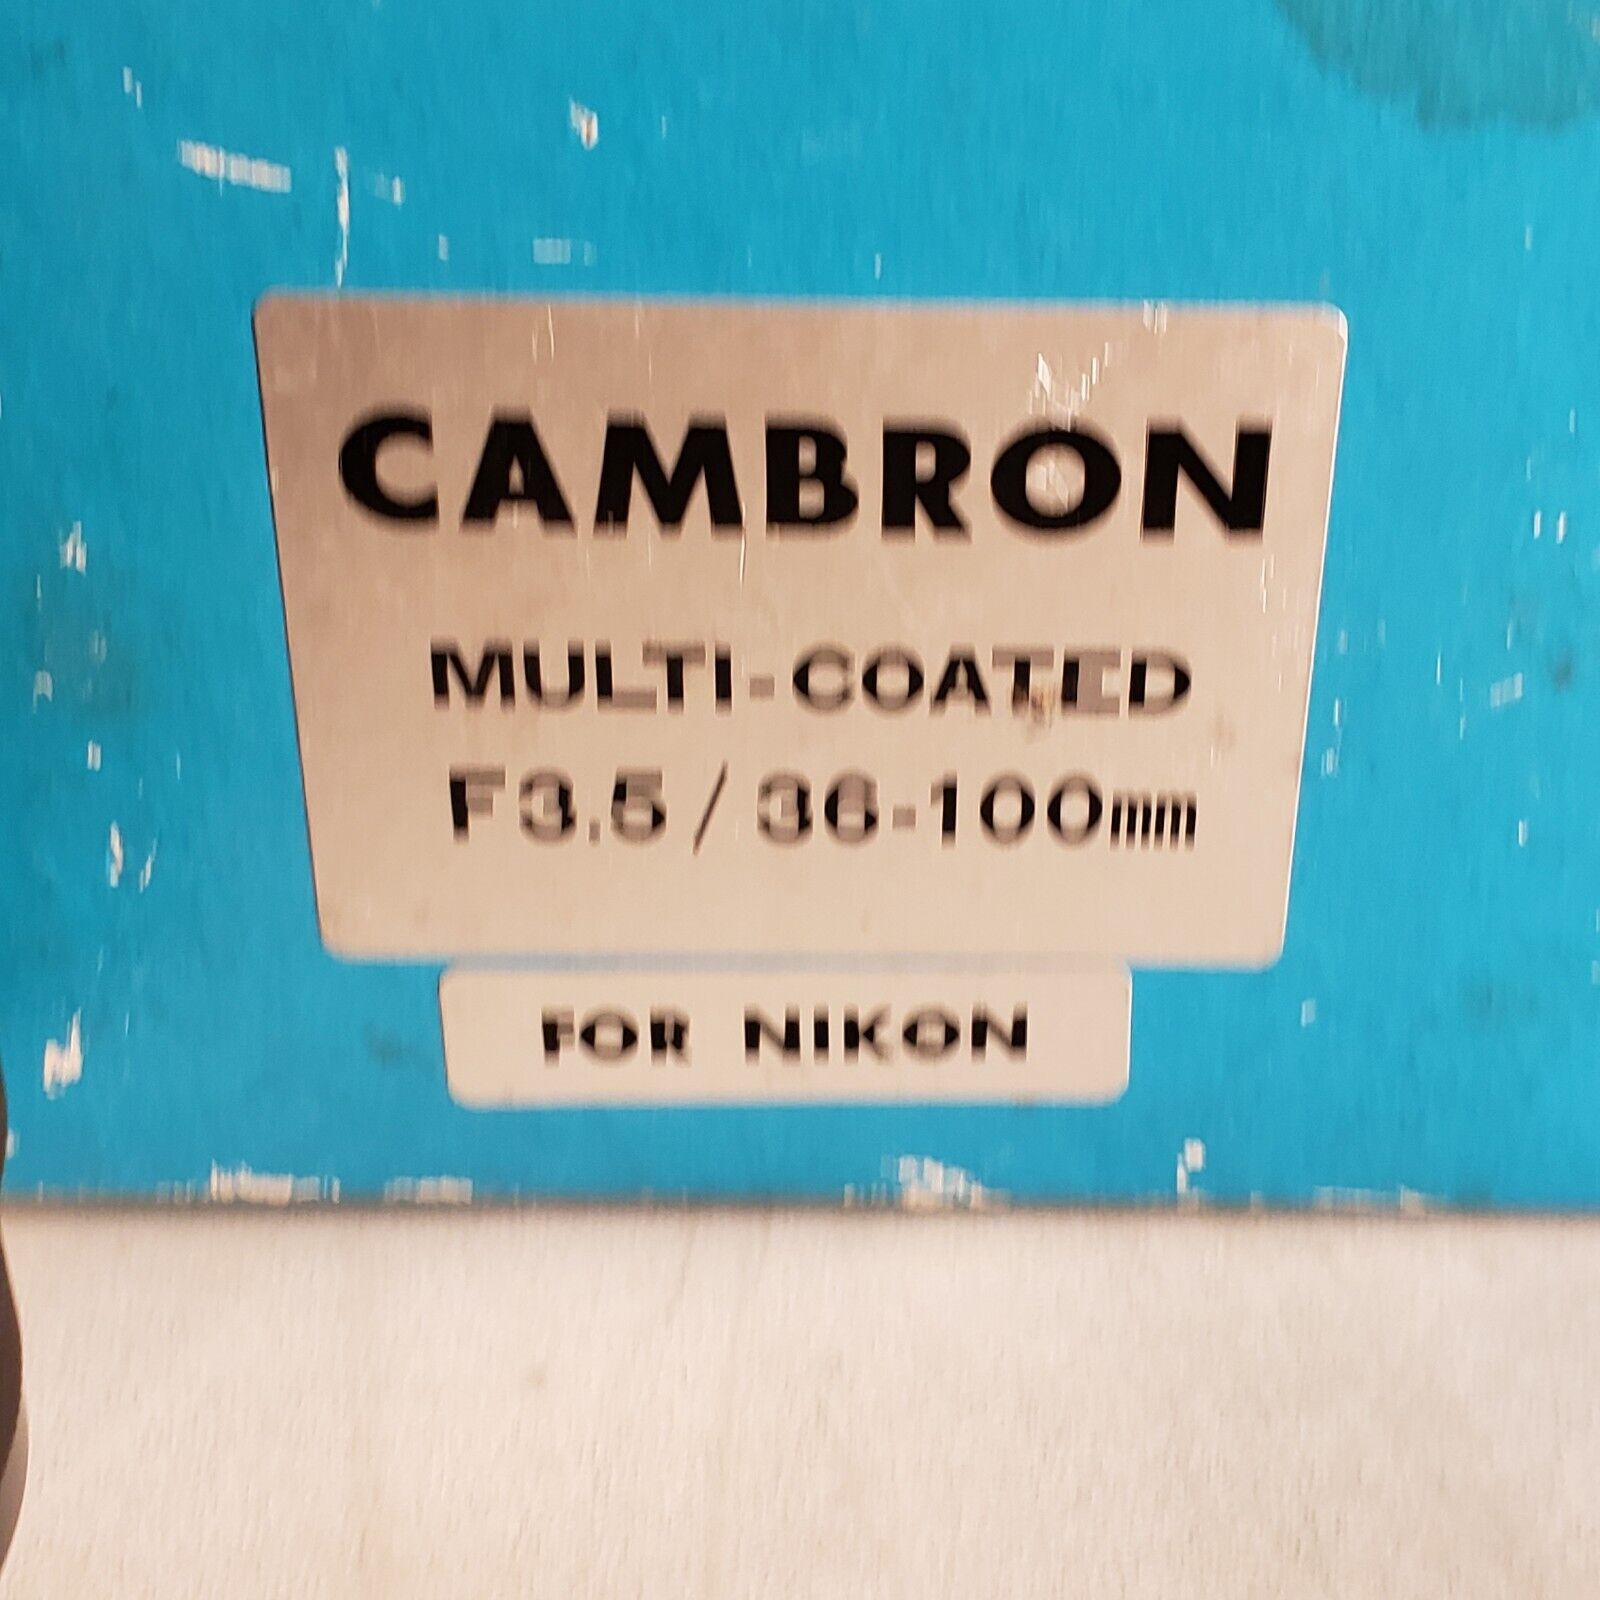 CAMBRON
MULTI-COATED
F3.5 / 36-100mm
FOR NIKON